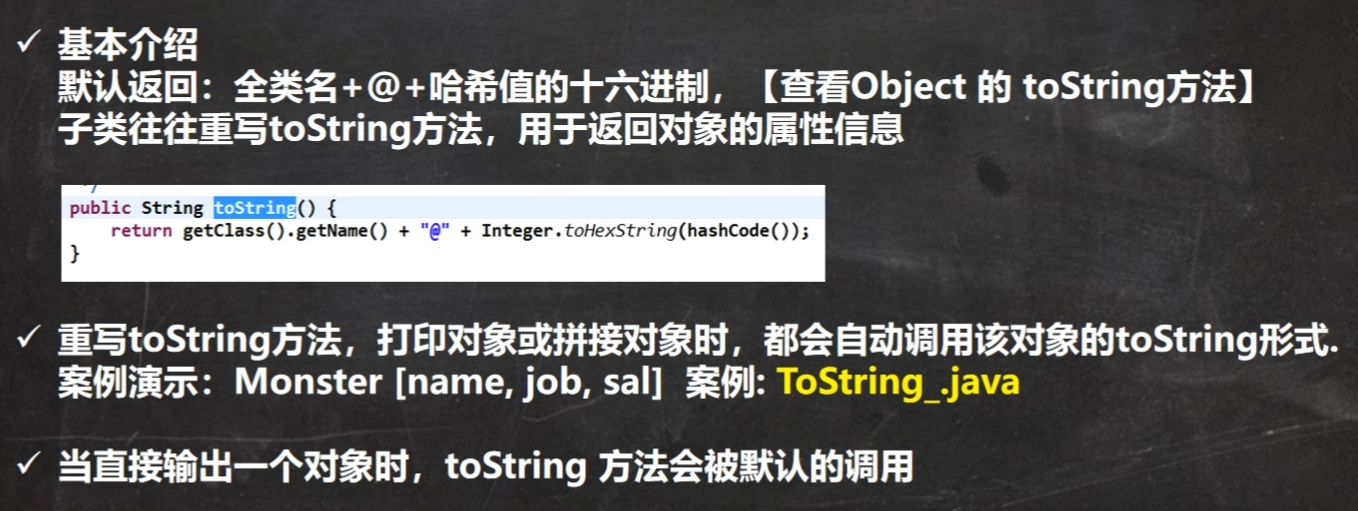 ✓ 基本介绍
默认返回：全类名+@+哈希值的十六进制，【查看Object 的 toString方法】
子类往往重写toString方法，用于返回对象的属性信息
*/
public String toString() {
return getClass().getName() + "@" + Integer.toHexString(hashCode());
}
✓ 重写toString方法，打印对象或拼接对象时，都会自动调用该对象的toString形式.
案例演示：Monster [name, job, sal] 案例: ToString_.java
✓ 当直接输出一个对象时，toString 方法会被默认的调用